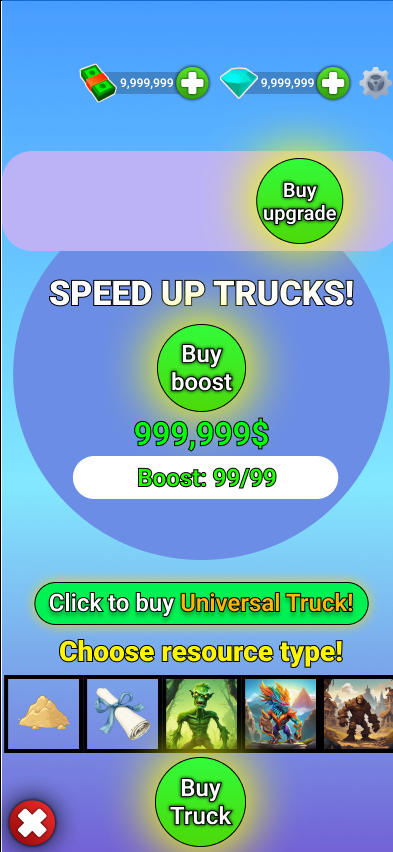 9,999,999 9,999,999
Buy
upgrade
SPEED UP TRUCKS!
Buy
boost
999,999$
Boost: 99/99
Click to buy Universal Truck!
Choose resource type!
Buy
Truck